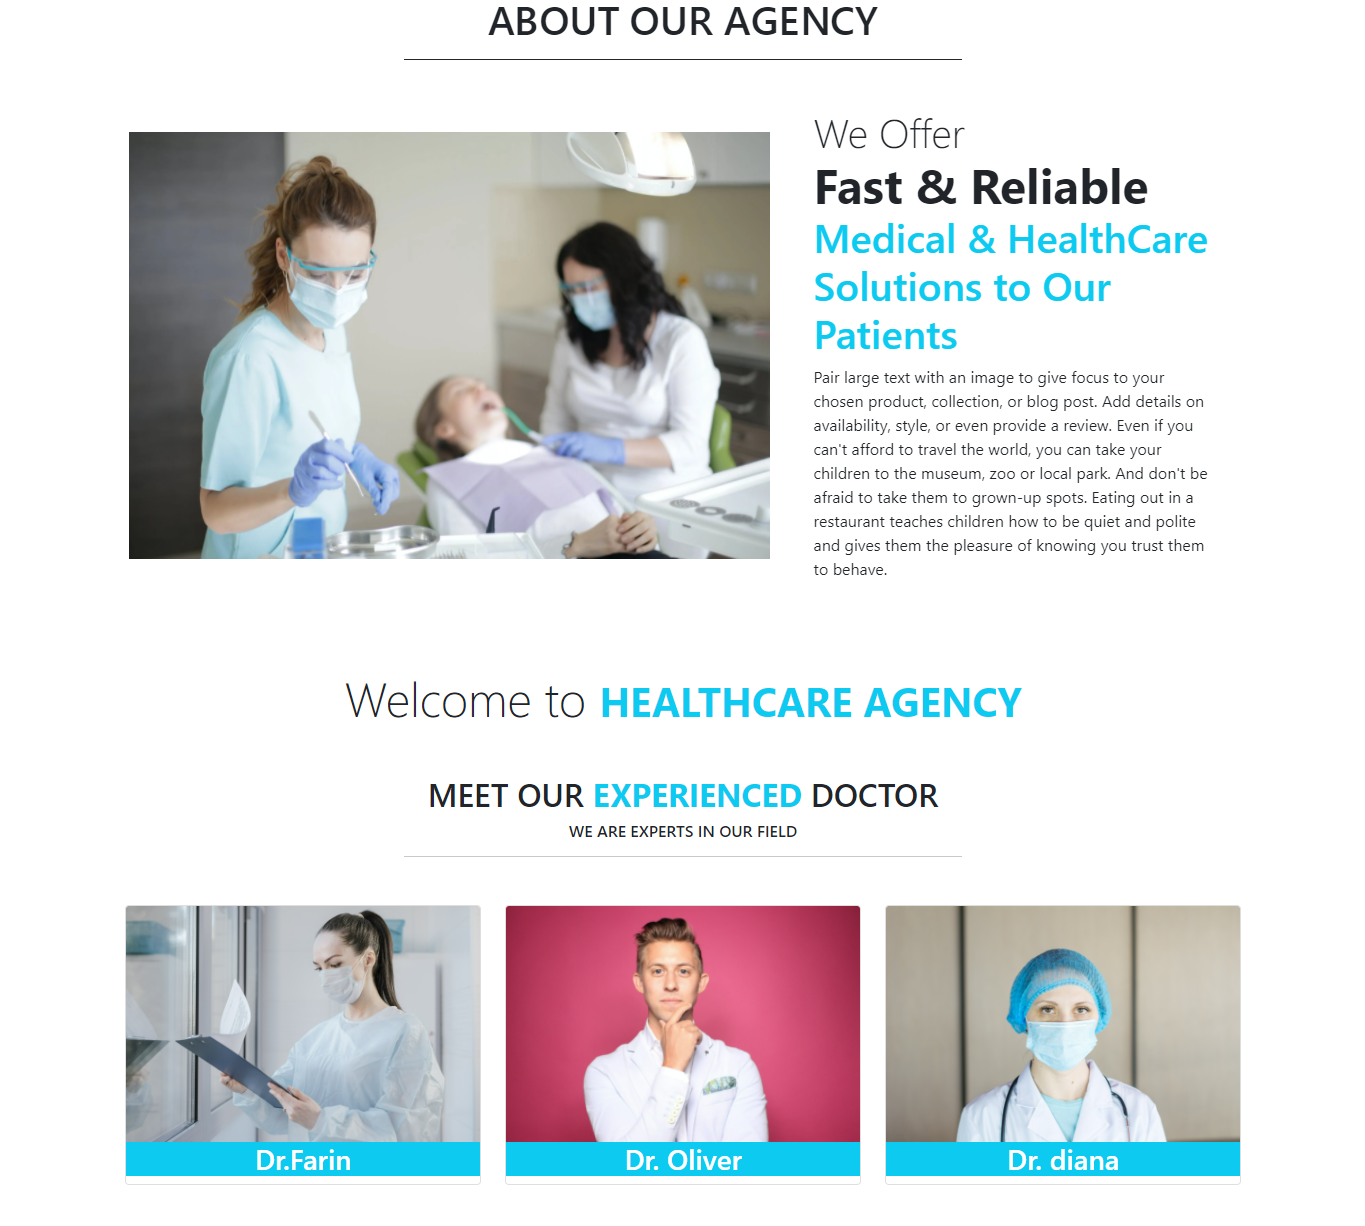 ABOUT OUR AGENCY
We Offer
Fast & Reliable
Medical & HealthCare
Solutions to Our
Patients
Pair large text with an image to give focus to your
chosen product, collection, or blog post. Add details on
availability, style, or even provide a review. Even if you
can't afford to travel the world, you can take your
children to the museum, zoo or local park. And don't be
afraid to take them to grown-up spots. Eating out in a
restaurant teaches children how to be quiet and polite
and gives them the pleasure of knowing you trust them
to behave.
Welcome to HEALTHCARE AGENCY
MEET OUR EXPERIENCED DOCTOR
WE ARE EXPERTS IN OUR FIELD
Dr.Farin
Dr. Oliver
Dr. diana